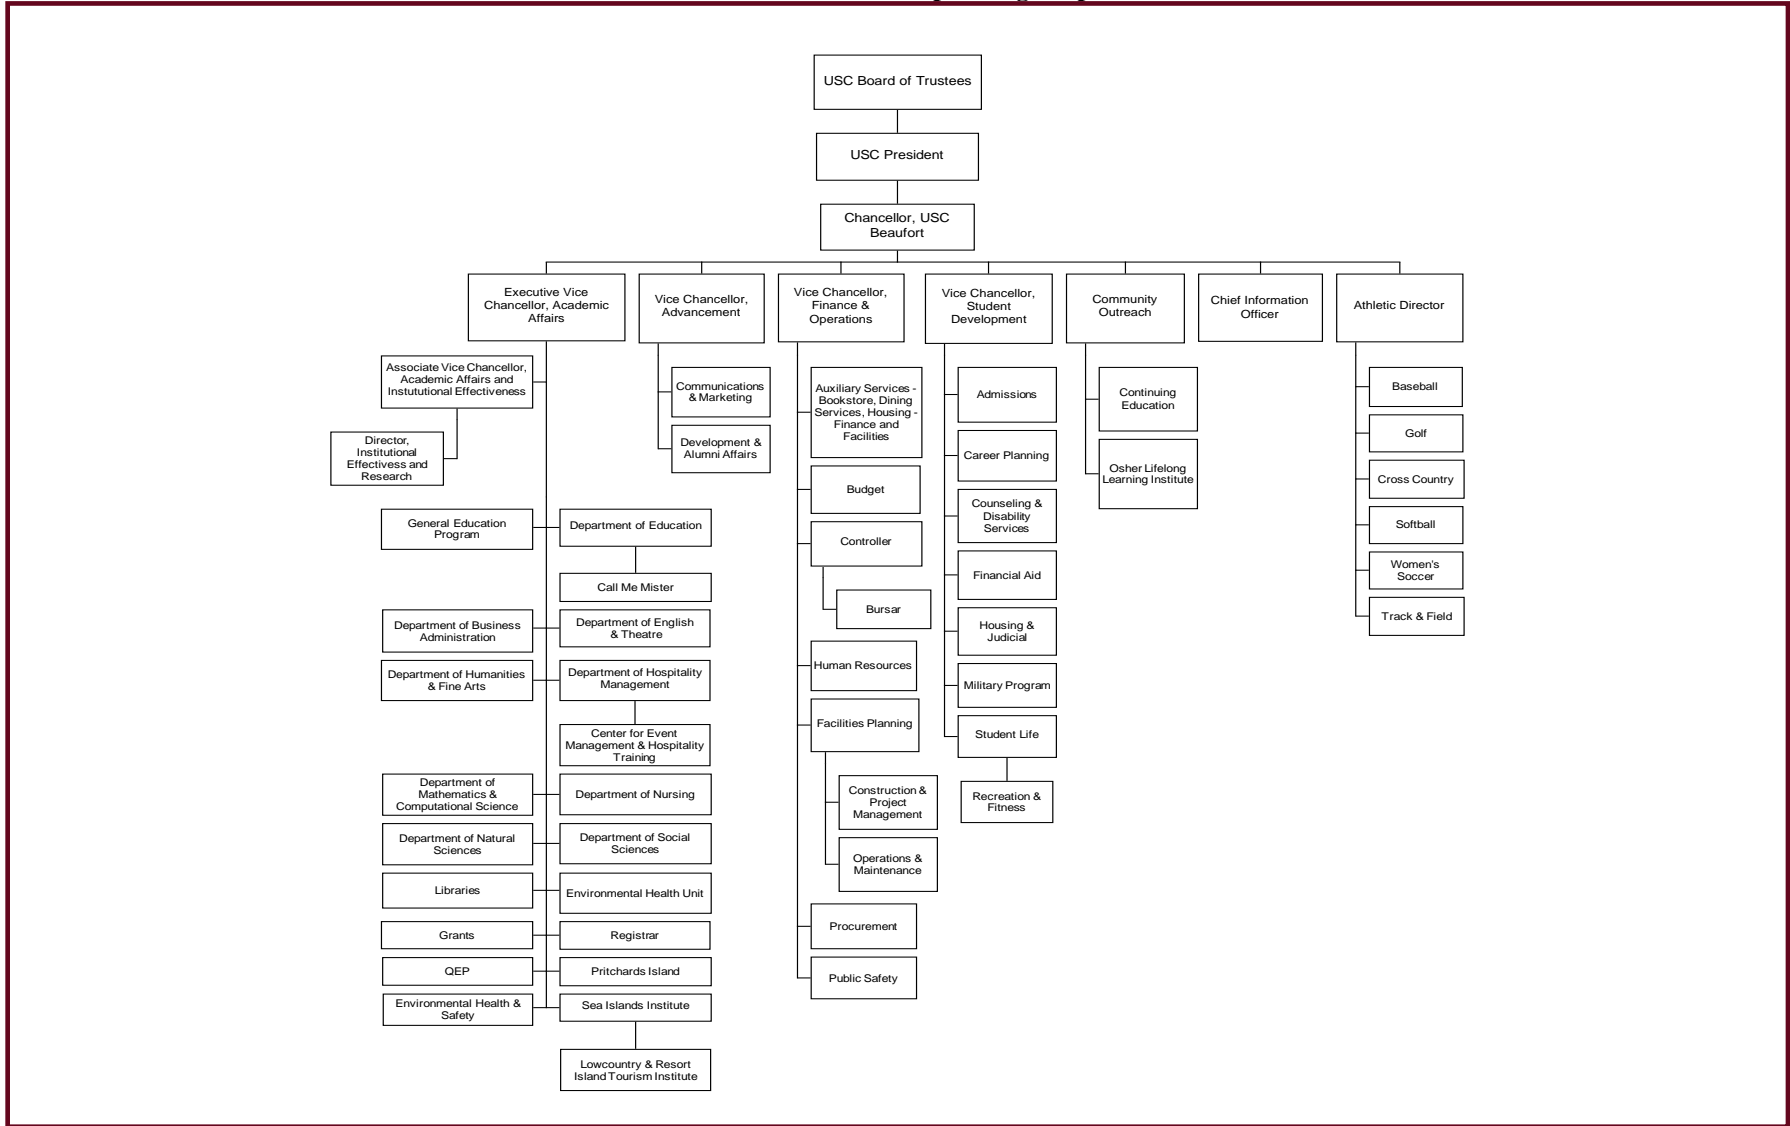 USC Board of Trustees
USC President
Chancellor, USC
Beaufort
Executive Vice
Chancellor, Academic
Affairs
Vice Chancellor,
Advancement
Vice Chancellor,
Finance &
Operations
Vice Chancellor,
Student
Development
Community
Outreach
Chief Information
Officer
Athletic Director
Associate Vice Chancellor,
Academic Affairs and
Instutional Effectiveness
Director,
Institutional
Effectivess and
Research
General Education
Program
Department of Education
Call Me Mister
Department of Business
Administration
Department of English
& Theatre
Department of Humanities
& Fine Arts
Department of Hospitality
Management
Center for Event
Management & Hospitality
Training
Department of
Mathematics &
Computational Science
Department of Nursing
Department of Natural
Sciences
Department of Social
Sciences
Libraries
Environmental Health Unit
Grants
Registrar
QEP
Pritchards Island
Environmental Health &
Safety
Sea Islands Institute
Lowcountry & Resort
Island Tourism Institute
Communications
& Marketing
Development &
Alumni Affairs
Auxiliary Services -
Bookstore, Dining
Services, Housing -
Finance and
Facilities
Budget
Controller
Bursar
Human Resources
Facilities Planning
Construction &
Project
Management
Operations &
Maintenance
Procurement
Public Safety
Admissions
Career Planning
Counseling &
Disability
Services
Financial Aid
Housing &
Judicial
Military Program
Student Life
Recreation &
Fitness
Continuing
Education
Osher Lifelong
Learning Institute
Baseball
Golf
Cross Country
Softball
Women's
Soccer
Track & Field